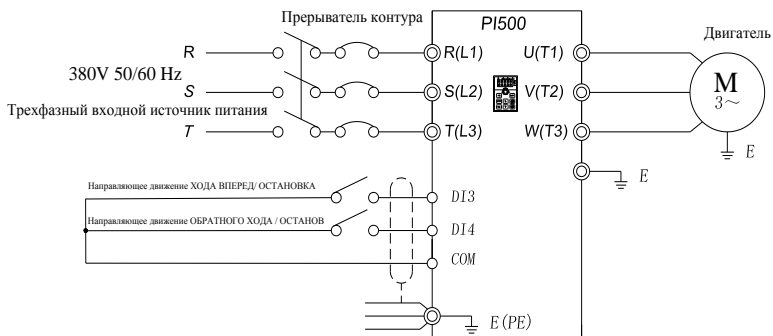 Прерыватель контура
PI500
Двигатель
R
R(L1)
U(T1)
380V 50/60 Hz
S
S(L2)
V(T2)
M
3~
Трехфазный входной источник питания
T
T(L3)
W(T3)
E
E
Направляющее движение ХОДА ВПЕРЕД/ ОСТАНОВКА
DI3
Направляющее движение ОБРАТНОГО ХОДА / ОСТАНОВ
DI4
COM
E(PE)